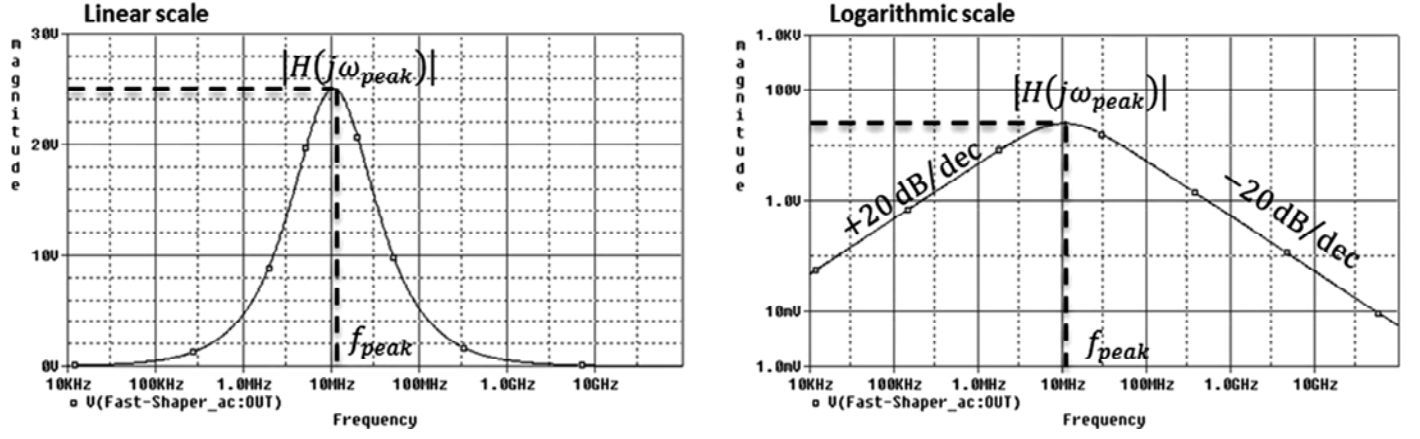 Linear scale
magnitude
30V
20V
10V
0V
|H(jω_peak)|
f_peak
10KHz 100KHz 1.0MHz 100MHz 100MHz 1.0GHz 10GHz
▫ V(Fast-Shaper_ac:OUT)
Frequency
Logarithmic scale
magnitude
1.0KV
100V
1.0V
10mV
1.0mV
|H(jω_peak)|
+20 dB/dec
−20 dB/dec
f_peak
10KHz 100KHz 1.0MHz 10MHz 100MHz 1.0GHz 10GHz
▫ V(Fast-Shaper_ac:OUT)
Frequency